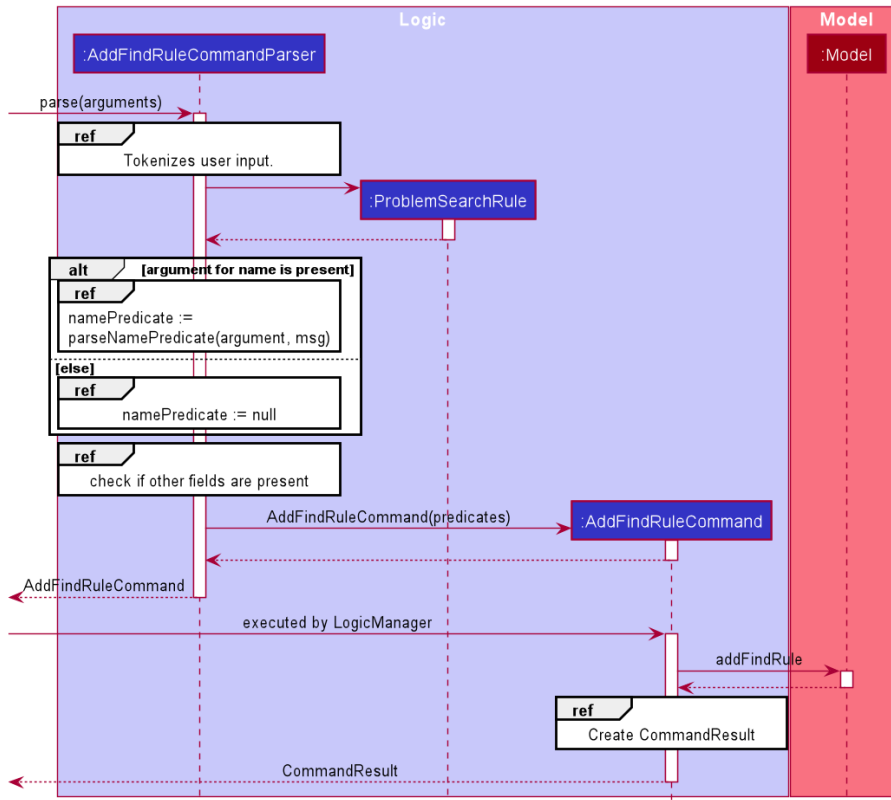 Logic
Model
:AddFindRuleCommandParser
:Model
parse(arguments)
ref
Tokenizes user input.
:ProblemSearchRule
alt
[argument for name is present]
ref
namePredicate :=
parseNamePredicate(argument, msg)
[else]
ref
namePredicate := null
ref
check if other fields are present
AddFindRuleCommand(predicates)
:AddFindRuleCommand
AddFindRuleCommand
executed by LogicManager
addFindRule
ref
Create CommandResult
CommandResult